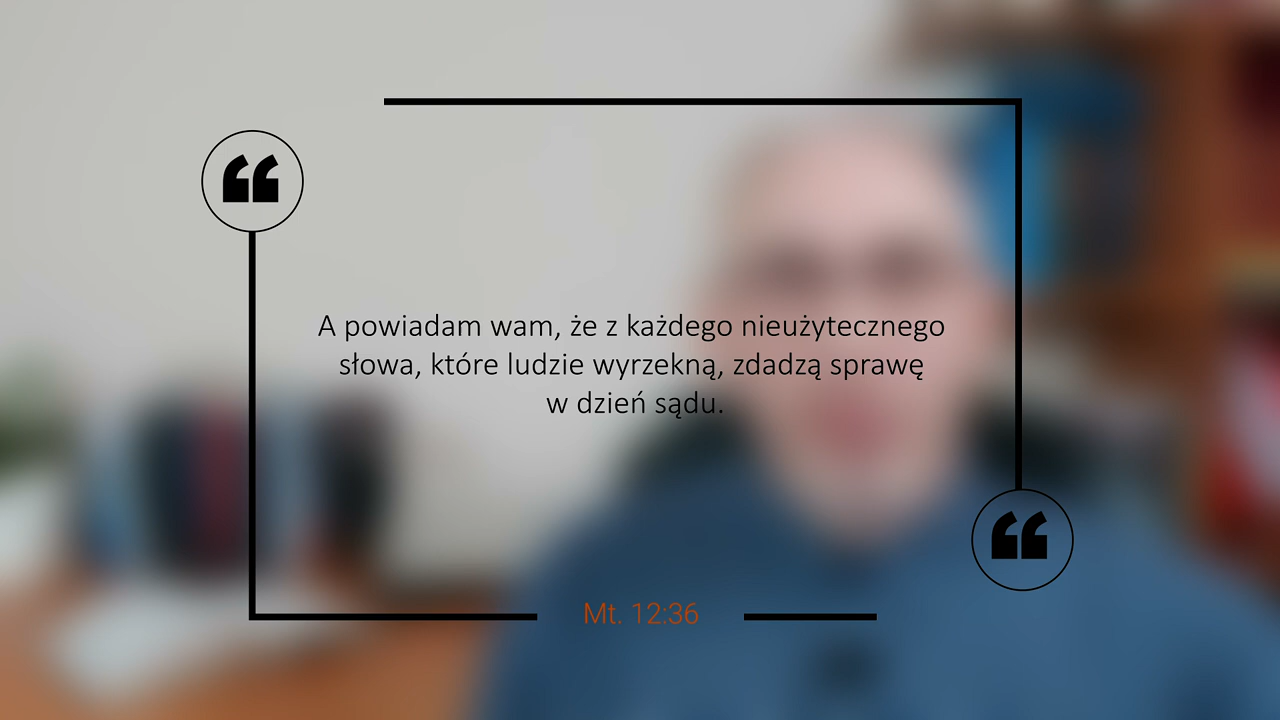 A powiadam wam, że z każdego nieużytecznego
słowa, które ludzie wyrzekną, zdadzą sprawę
w dzień sądu.
Mt. 12:36